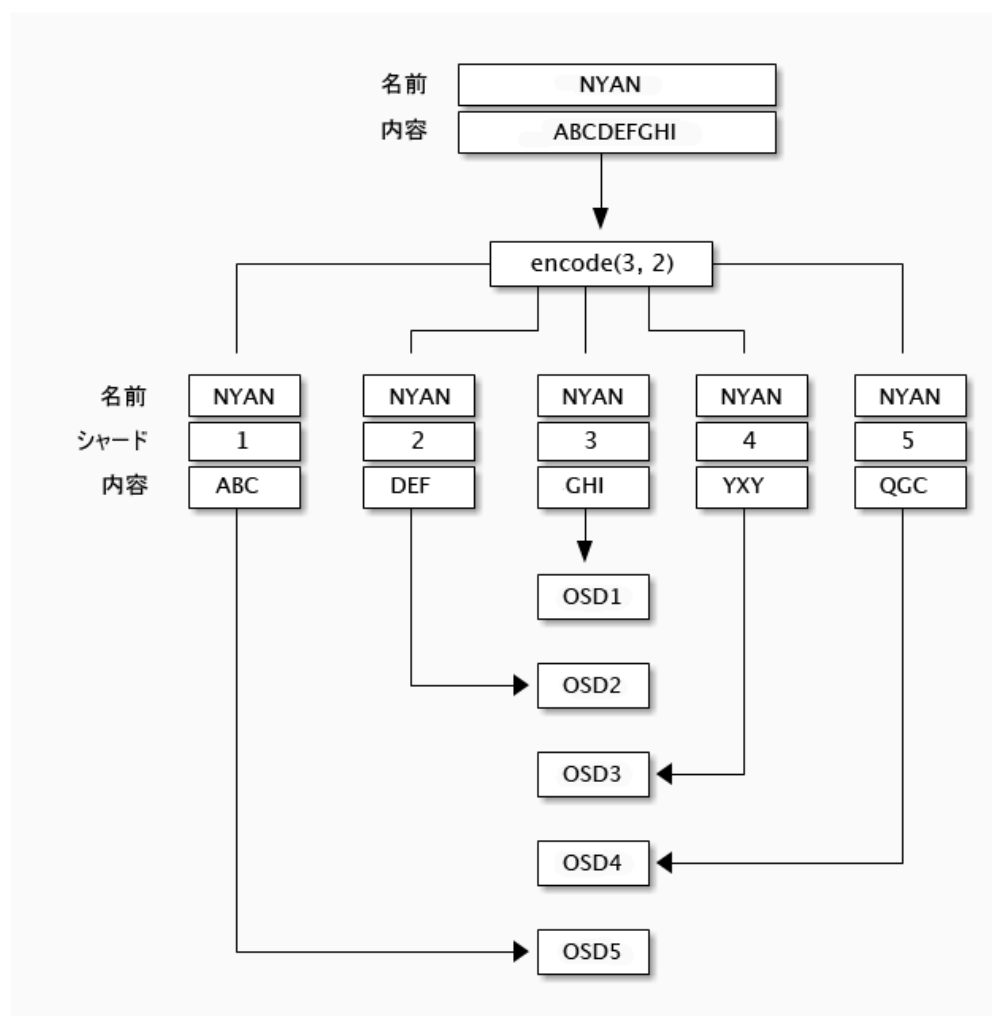 名前 NYAN
内容 ABCDEFGHI
encode(3, 2)
名前 NYAN NYAN NYAN NYAN NYAN
シャード 1 2 3 4 5
内容 ABC DEF GHI YXY QGC
OSD1
OSD2
OSD3
OSD4
OSD5